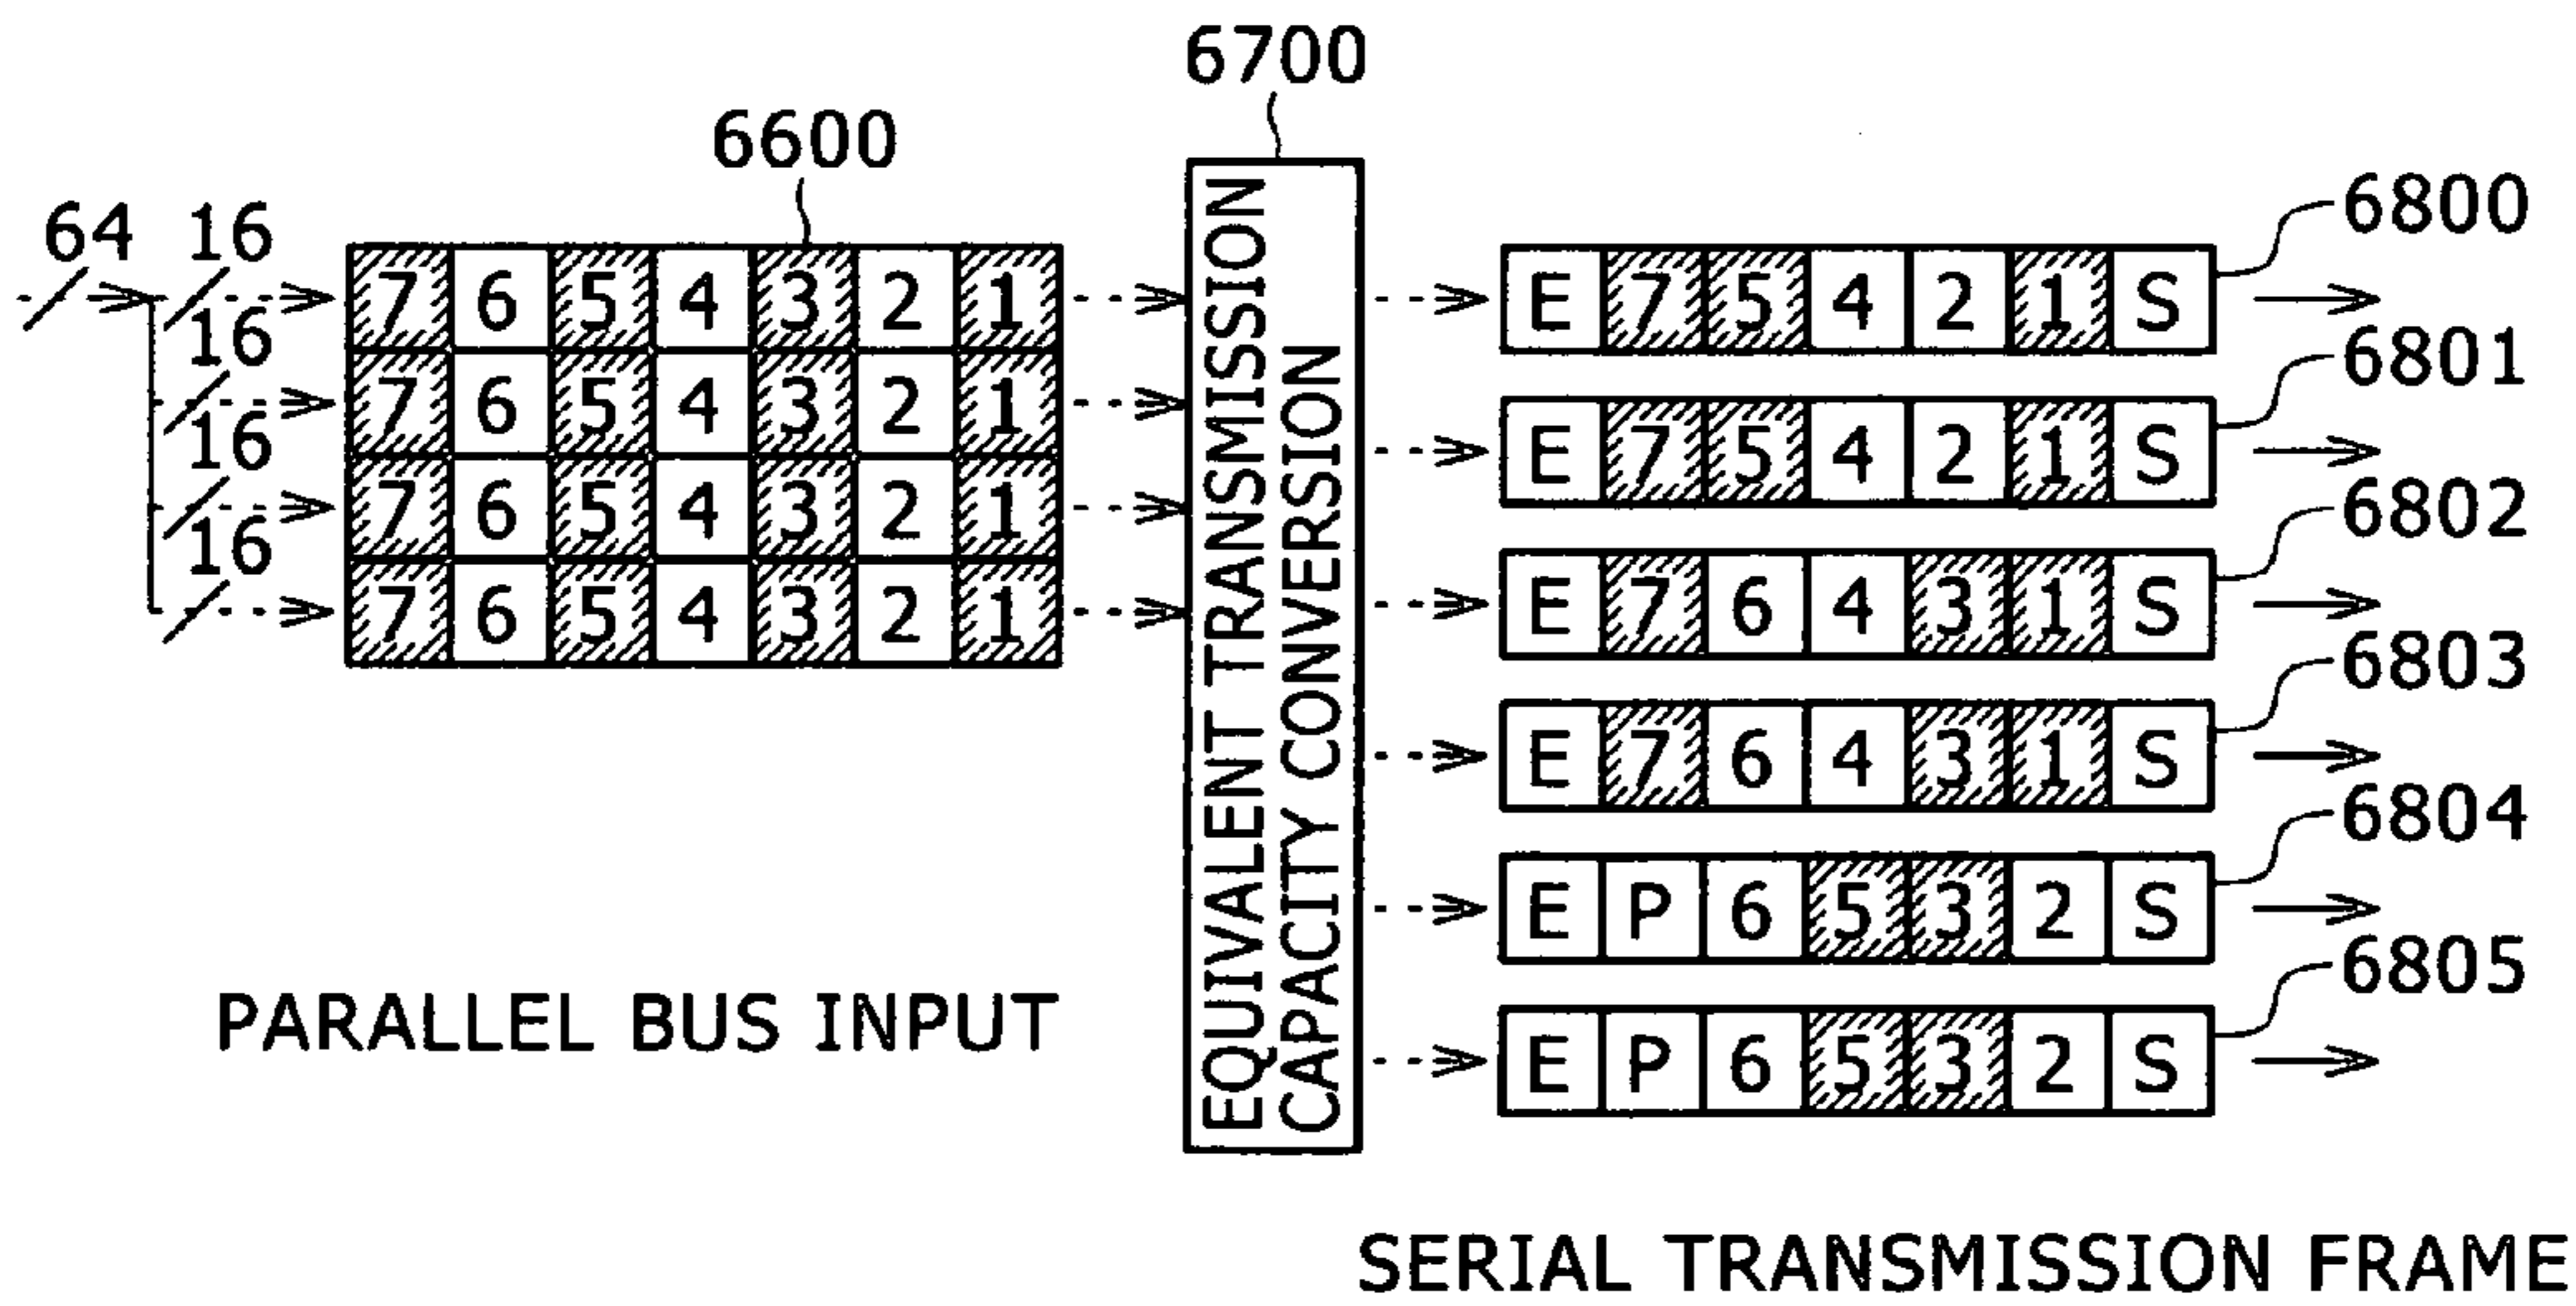 6700
6600
6800
64 16
7 6 5 4 3 2 1
E 7 5 4 2 1 S
16
6801
7 6 5 4 3 2 1
E 7 5 4 2 1 S
16
6802
7 6 5 4 3 2 1
16
7 6 5 4 3 2 1
E 7 6 4 3 1 S
6803
E 7 6 4 3 1 S
6804
E P 6 5 3 2 S
6805
E P 6 5 3 2 S
EQUIVALENT TRANSMISSION
CAPACITY CONVERSION
PARALLEL BUS INPUT
SERIAL TRANSMISSION FRAME